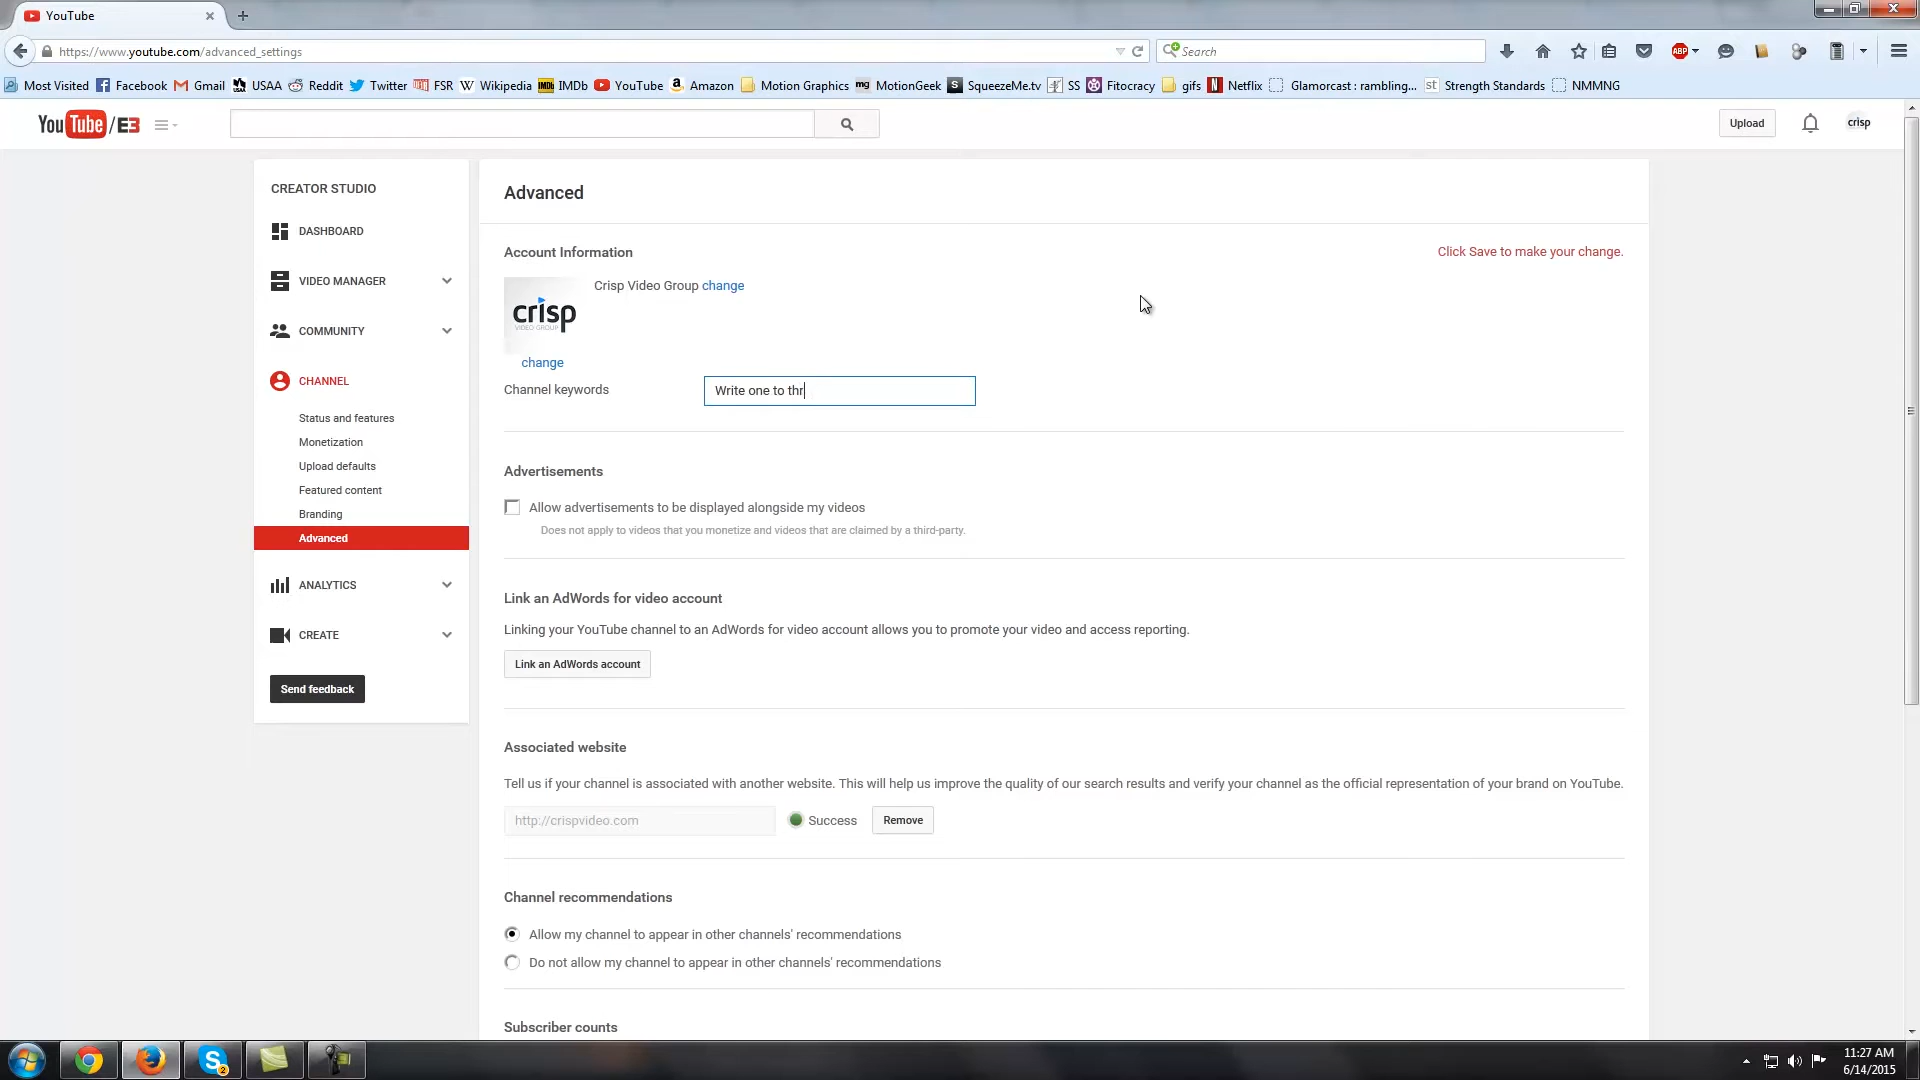 YouTube
https://www.youtube.com/advanced_settings
Search
Most Visited Facebook Gmail USAA Reddit Twitter FSR Wikipedia IMDb YouTube Amazon Motion Graphics MotionGeek SqueezeMe.tv SS Fitocracy gifs Netflix Glamorcast : rambling... Strength Standards NMMNG
YouTube /E3
Upload
crisp
CREATOR STUDIO
DASHBOARD
VIDEO MANAGER
COMMUNITY
CHANNEL
Status and features
Monetization
Upload defaults
Featured content
Branding
Advanced
ANALYTICS
CREATE
Send feedback
Advanced
Account Information
Click Save to make your change.
crisp
VIDEO GROUP
Crisp Video Group change
change
Channel keywords
Write one to thr
Advertisements
Allow advertisements to be displayed alongside my videos
Does not apply to videos that you monetize and videos that are claimed by a third-party.
Link an AdWords for video account
Linking your YouTube channel to an AdWords for video account allows you to promote your video and access reporting.
Link an AdWords account
Associated website
Tell us if your channel is associated with another website. This will help us improve the quality of our search results and verify your channel as the official representation of your brand on YouTube.
http://crispvideo.com
Success
Remove
Channel recommendations
Allow my channel to appear in other channels' recommendations
Do not allow my channel to appear in other channels' recommendations
Subscriber counts
11:27 AM
6/14/2015